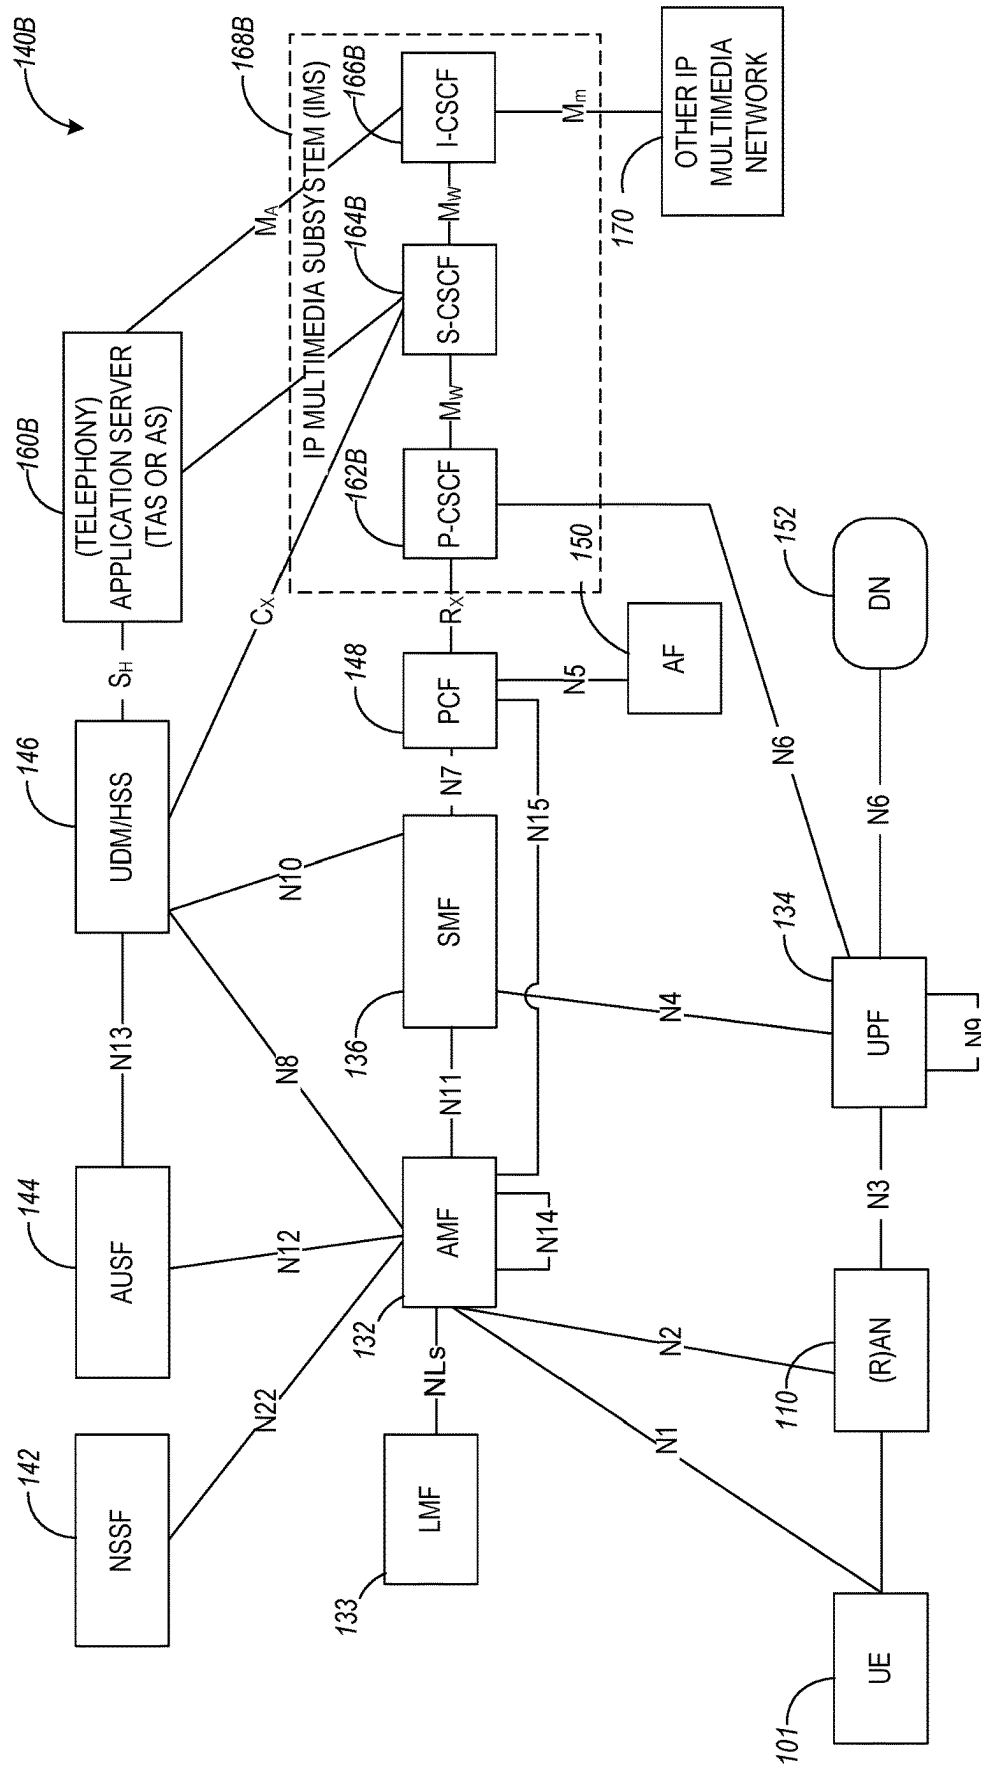 140B
NSSF
142
AUSF
144
UDM/HSS
146
(TELEPHONY)
APPLICATION SERVER
(TAS OR AS)
160B
N13
SH
N22
N12
N8
N10
CX
MA
168B
IP MULTIMEDIA SUBSYSTEM (IMS)
LMF
133
NLs
AMF
132
N14
N11
SMF
136
N7
PCF
148
RX
P-CSCF
162B
MW
S-CSCF
164B
MW
I-CSCF
166B
N15
N5
AF
150
Mm
OTHER IP
MULTIMEDIA
NETWORK
170
N1
N2
N4
N6
UE
101
(R)AN
110
N3
UPF
134
N9
N6
DN
152